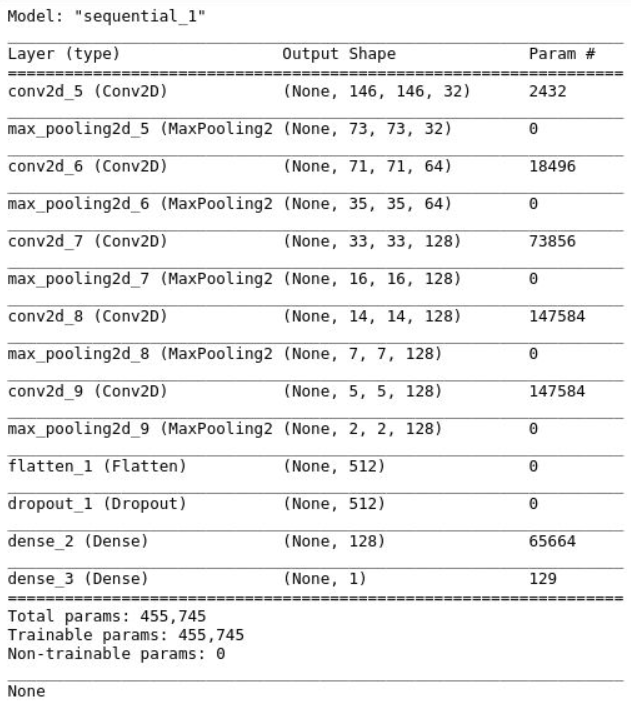 Model: "sequential_1"
Layer (type) Output Shape Param #
conv2d_5 (Conv2D) (None, 146, 146, 32) 2432
max_pooling2d_5 (MaxPooling2 (None, 73, 73, 32) 0
conv2d_6 (Conv2D) (None, 71, 71, 64) 18496
max_pooling2d_6 (MaxPooling2 (None, 35, 35, 64) 0
conv2d_7 (Conv2D) (None, 33, 33, 128) 73856
max_pooling2d_7 (MaxPooling2 (None, 16, 16, 128) 0
conv2d_8 (Conv2D) (None, 14, 14, 128) 147584
max_pooling2d_8 (MaxPooling2 (None, 7, 7, 128) 0
conv2d_9 (Conv2D) (None, 5, 5, 128) 147584
max_pooling2d_9 (MaxPooling2 (None, 2, 2, 128) 0
flatten_1 (Flatten) (None, 512) 0
dropout_1 (Dropout) (None, 512) 0
dense_2 (Dense) (None, 128) 65664
dense_3 (Dense) (None, 1) 129
Total params: 455,745
Trainable params: 455,745
Non-trainable params: 0
None